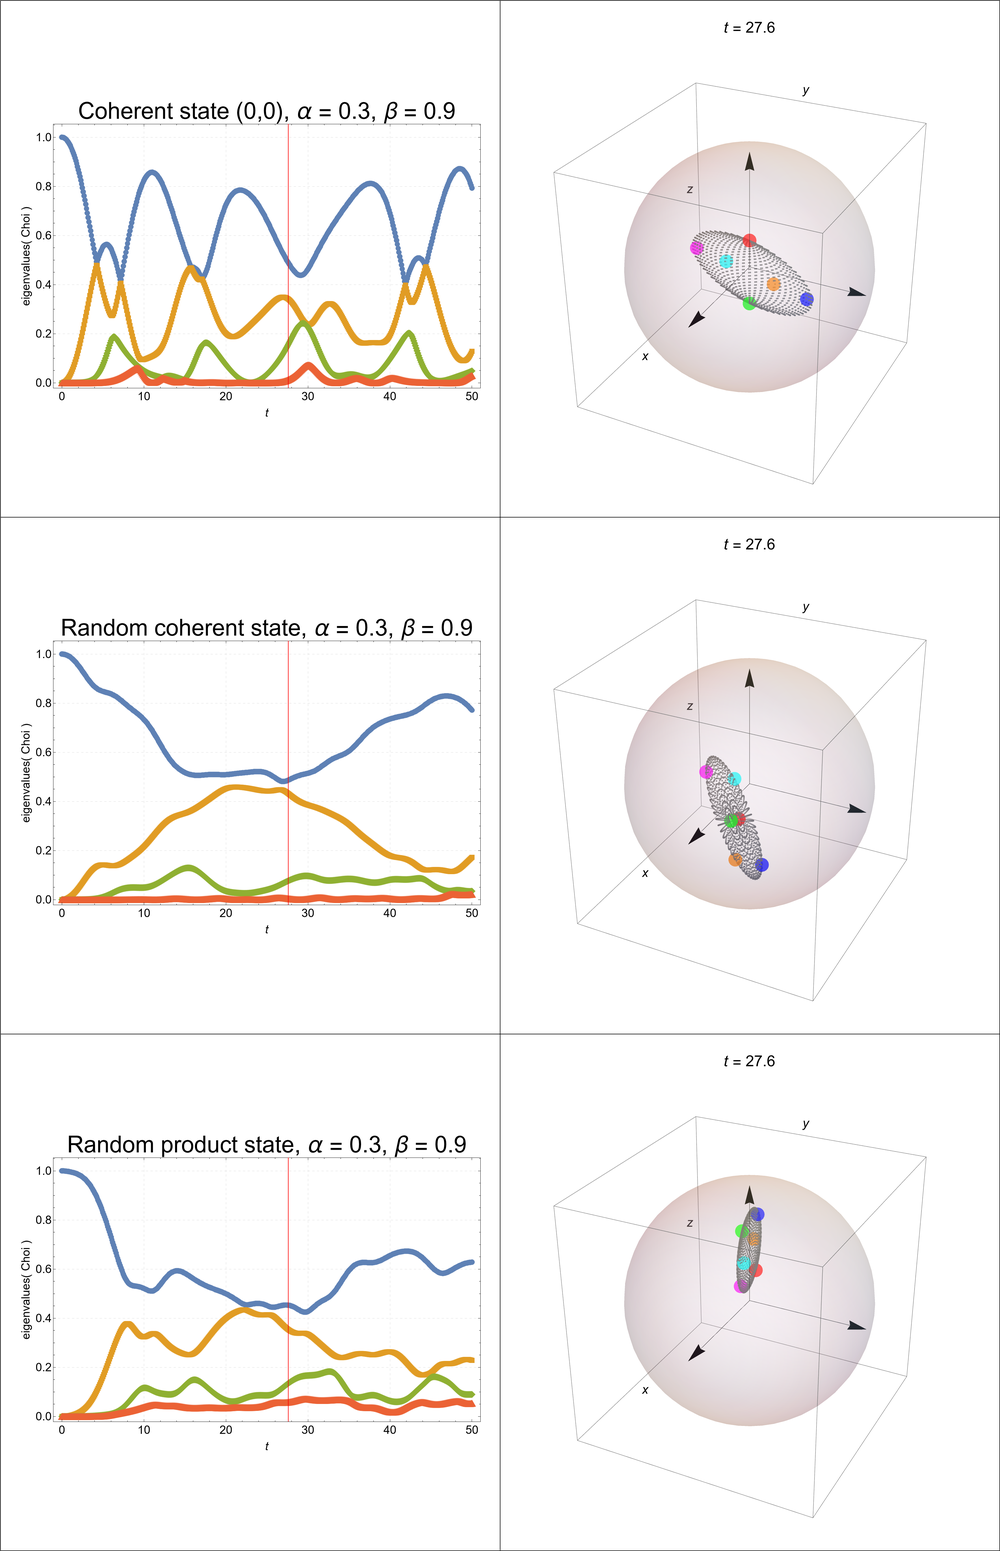 t = 27.6
Coherent state (0,0), α = 0.3, β = 0.9
eigenvalues( Choi )
1.0
0.8
0.6
0.4
0.2
0.0
0 10 20 30 40 50
t
y
z
x
t = 27.6
Random coherent state, α = 0.3, β = 0.9
eigenvalues( Choi )
1.0
0.8
0.6
0.4
0.2
0.0
0 10 20 30 40 50
t
y
z
x
t = 27.6
Random product state, α = 0.3, β = 0.9
eigenvalues( Choi )
1.0
0.8
0.6
0.4
0.2
0.0
0 10 20 30 40 50
t
y
z
x